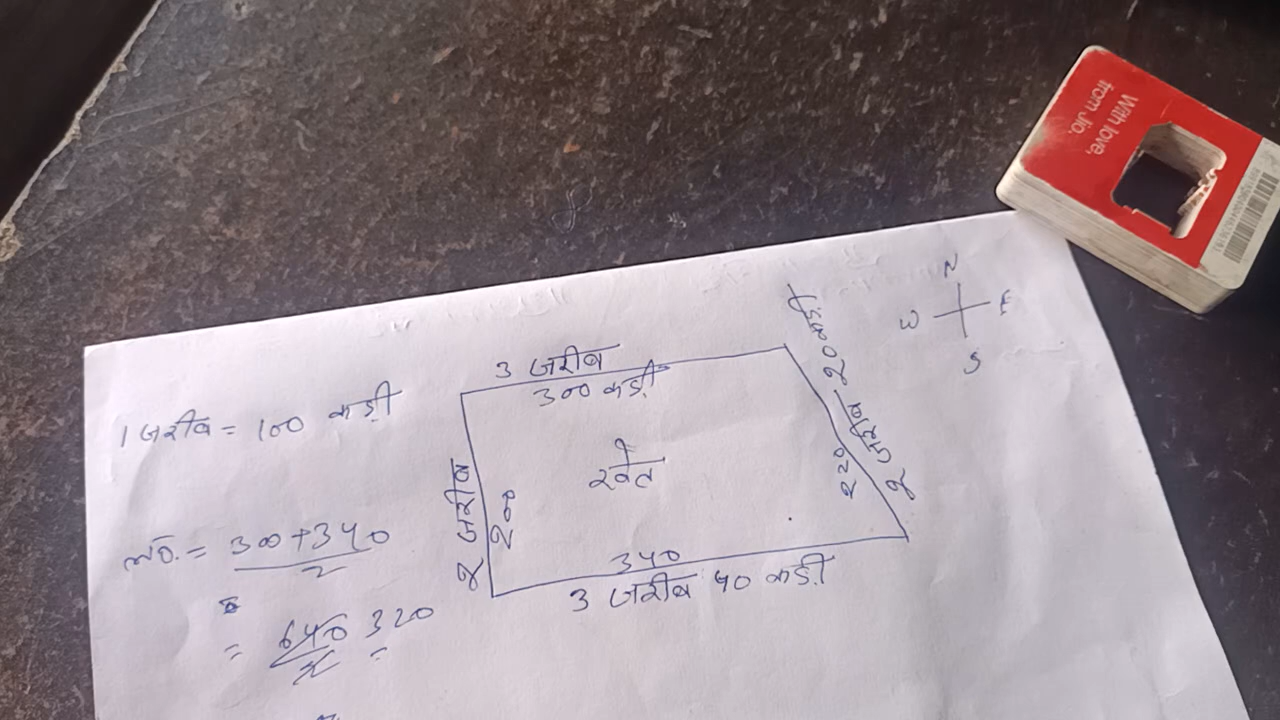 With love,
from Jio.
N
W E
S
3 जरीब
300 कड़ी
2 जरीब 20 कड़ी
220
1 जरीब = 100 कड़ी
2 जरीब
200
खेत
340
3 जरीब 40 कड़ी
ल0. = 300+340
2
= 640 320
2